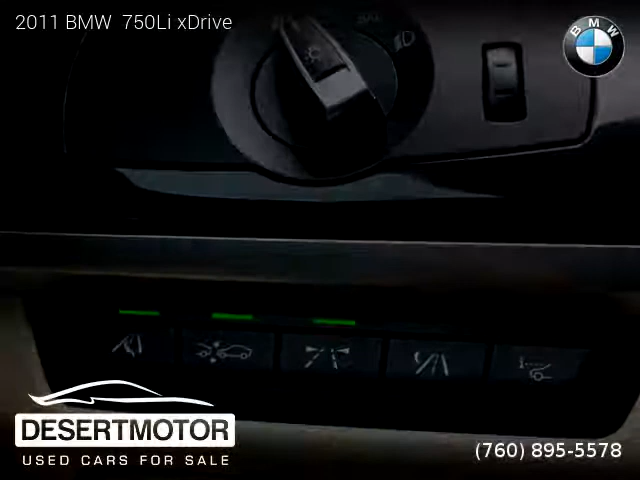 2011 BMW 750Li xDrive
BMW
DESERTMOTOR
USED CARS FOR SALE
(760) 895-5578